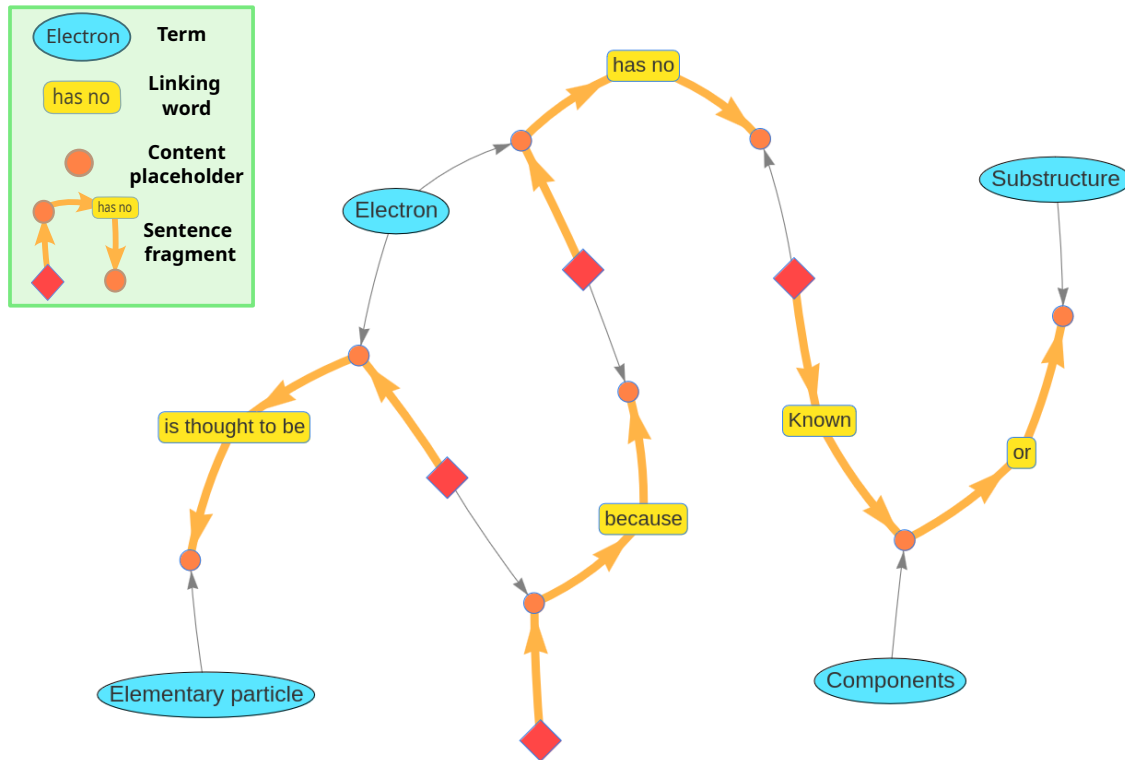 Electron
Term
has no
Linking
word
Content
placeholder
has no
Sentence
fragment
has no
Electron
Substructure
is thought to be
Known
or
because
Elementary particle
Components